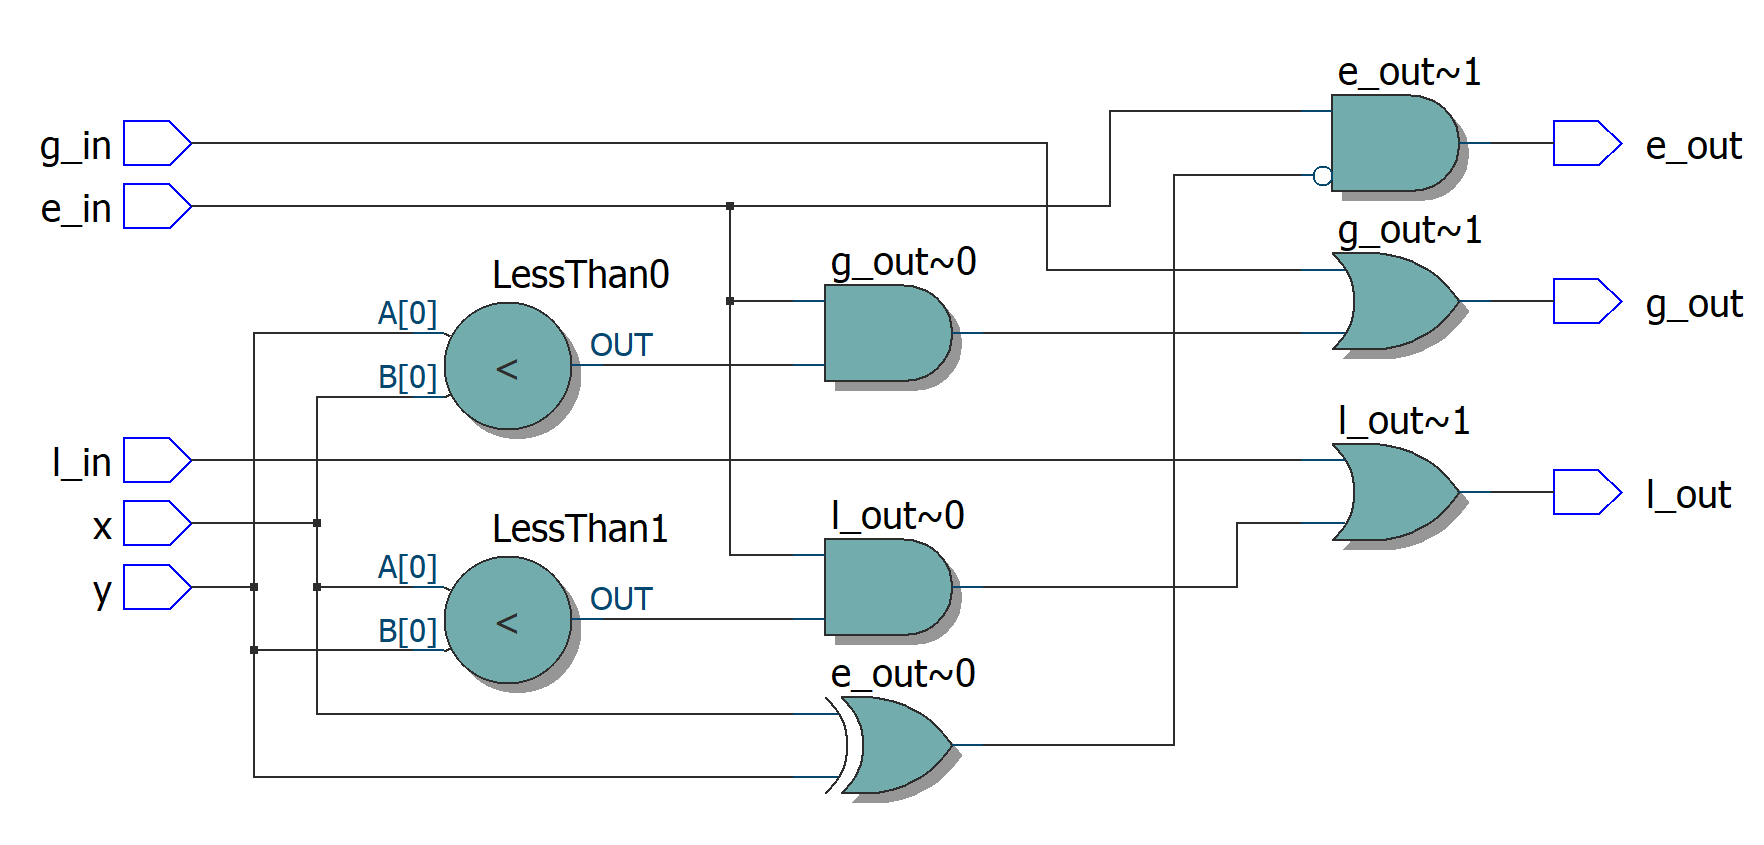 e_out~1
g_in
e_out
e_in
g_out~1
g_out~0
LessThan0
g_out
A[0]
OUT
B[0]
<
l_out~1
l_in
l_out
x
LessThan1
l_out~0
A[0]
y
OUT
B[0]
<
e_out~0